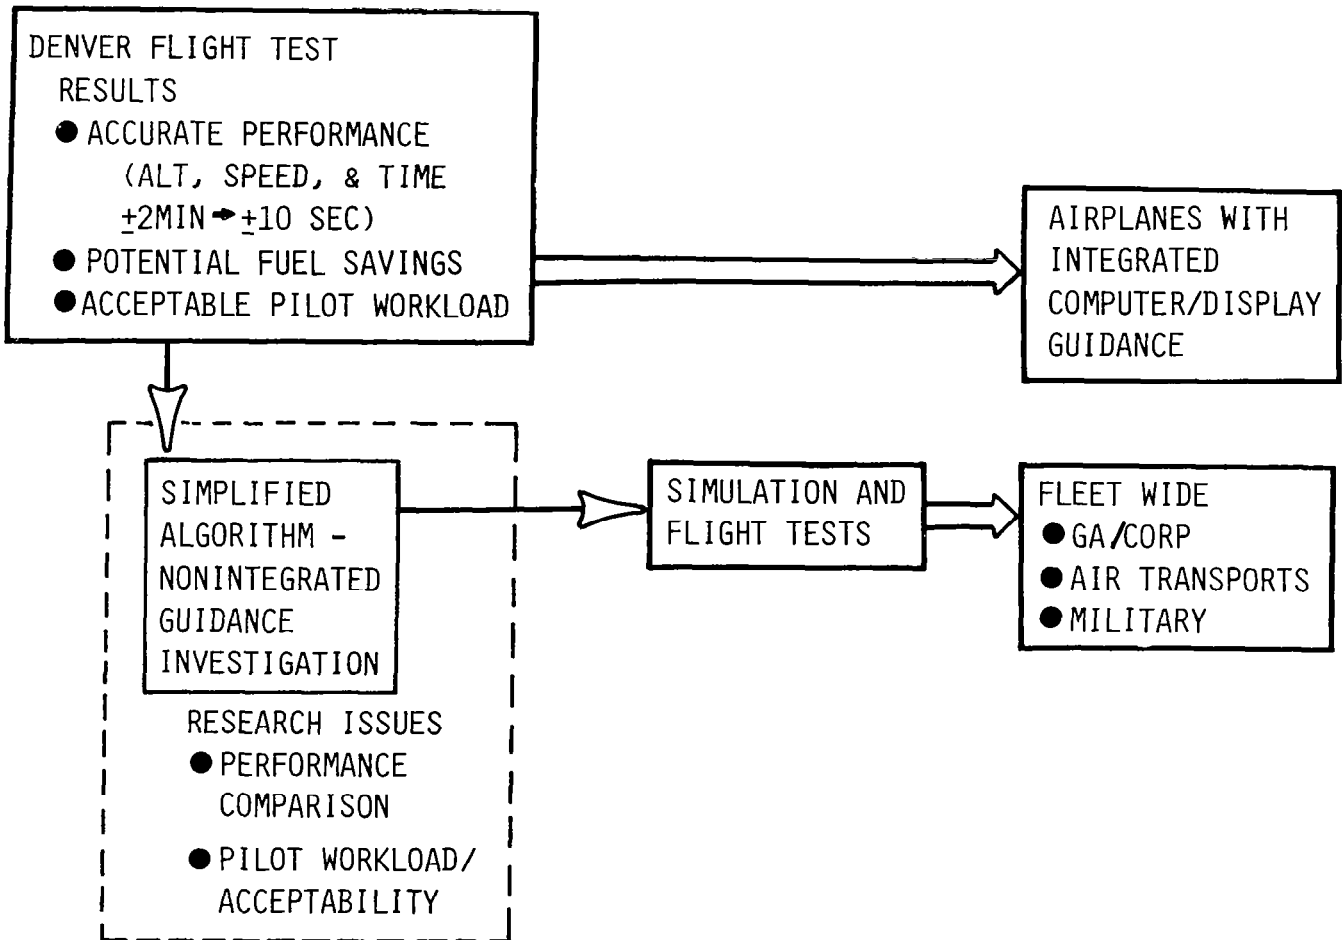 DENVER FLIGHT TEST
RESULTS
● ACCURATE PERFORMANCE
(ALT, SPEED, & TIME
±2MIN➔±10 SEC)
● POTENTIAL FUEL SAVINGS
● ACCEPTABLE PILOT WORKLOAD
AIRPLANES WITH
INTEGRATED
COMPUTER/DISPLAY
GUIDANCE
SIMPLIFIED
ALGORITHM -
NONINTEGRATED
GUIDANCE
INVESTIGATION
RESEARCH ISSUES
● PERFORMANCE
COMPARISON
● PILOT WORKLOAD/
ACCEPTABILITY
SIMULATION AND
FLIGHT TESTS
FLEET WIDE
● GA/CORP
● AIR TRANSPORTS
● MILITARY